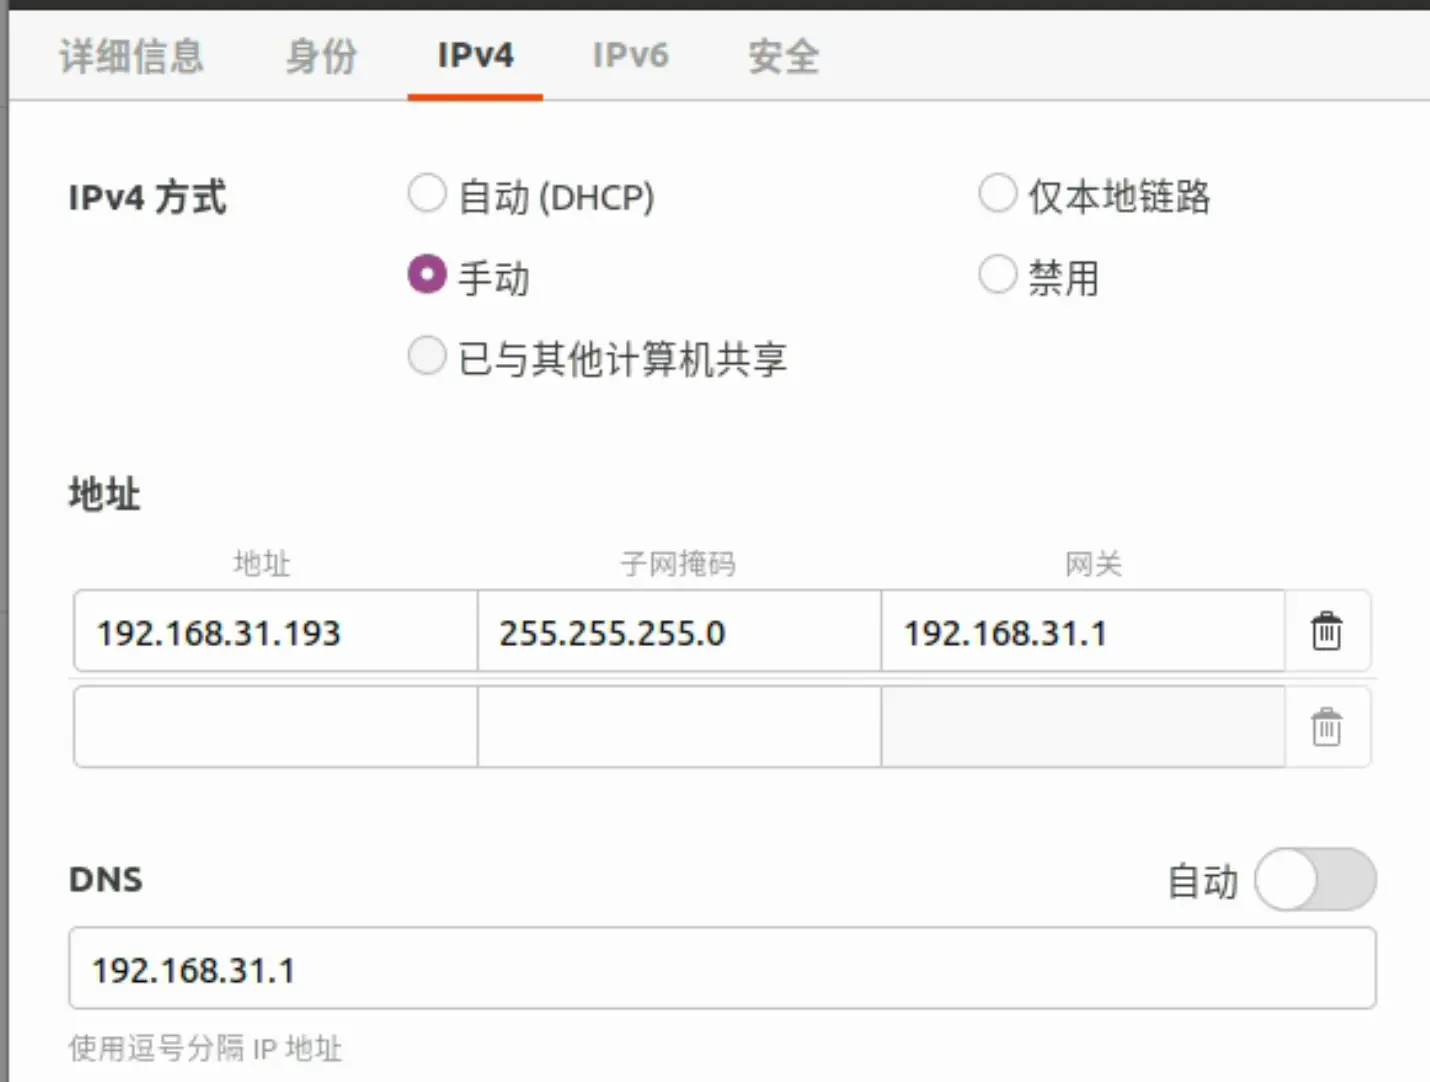 详细信息 身份 IPv4 IPv6 安全
IPv4 方式 自动 (DHCP) 仅本地链路
手动 禁用
已与其他计算机共享
地址
地址 子网掩码 网关
192.168.31.193 255.255.255.0 192.168.31.1
DNS 自动
192.168.31.1
使用逗号分隔 IP 地址